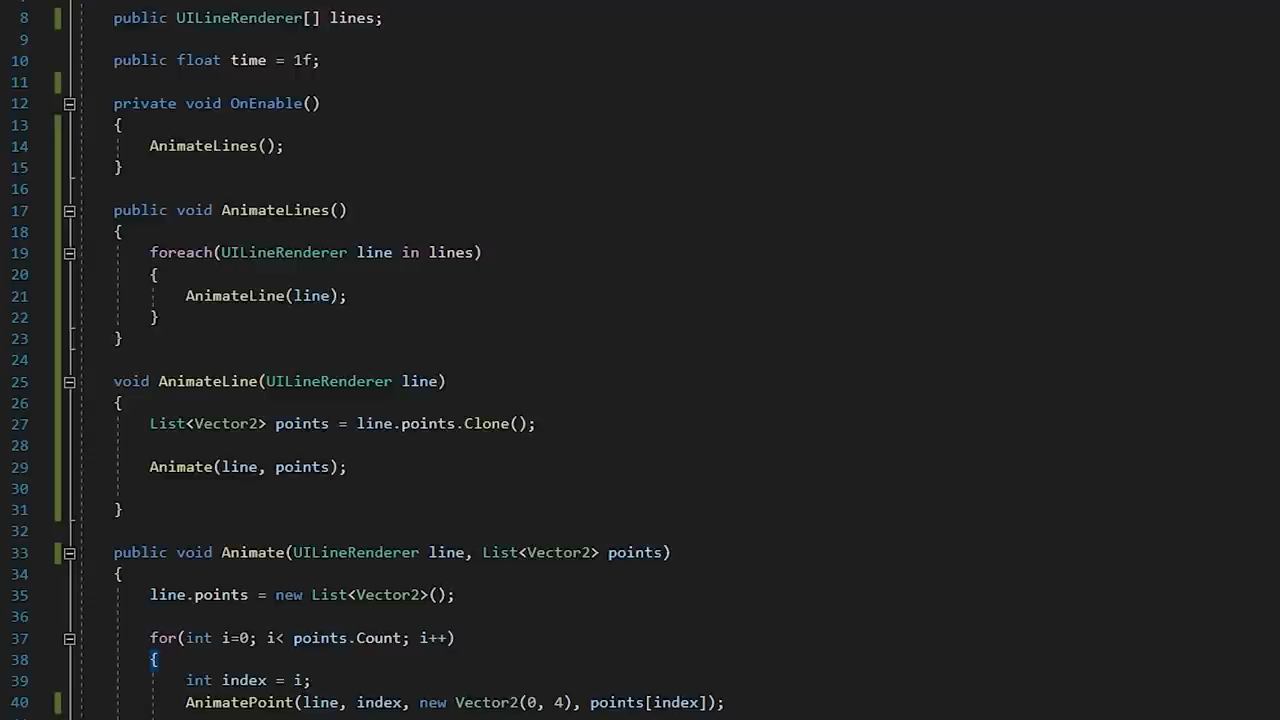 8 public UILineRenderer[] lines;
9
10 public float time = 1f;
11
12 private void OnEnable()
13 {
14 AnimateLines();
15 }
16
17 public void AnimateLines()
18 {
19 foreach(UILineRenderer line in lines)
20 {
21 AnimateLine(line);
22 }
23 }
24
25 void AnimateLine(UILineRenderer line)
26 {
27 List<Vector2> points = line.points.Clone();
28
29 Animate(line, points);
30
31 }
32
33 public void Animate(UILineRenderer line, List<Vector2> points)
34 {
35 line.points = new List<Vector2>();
36
37 for(int i=0; i< points.Count; i++)
38 {
39 int index = i;
40 AnimatePoint(line, index, new Vector2(0, 4), points[index]);